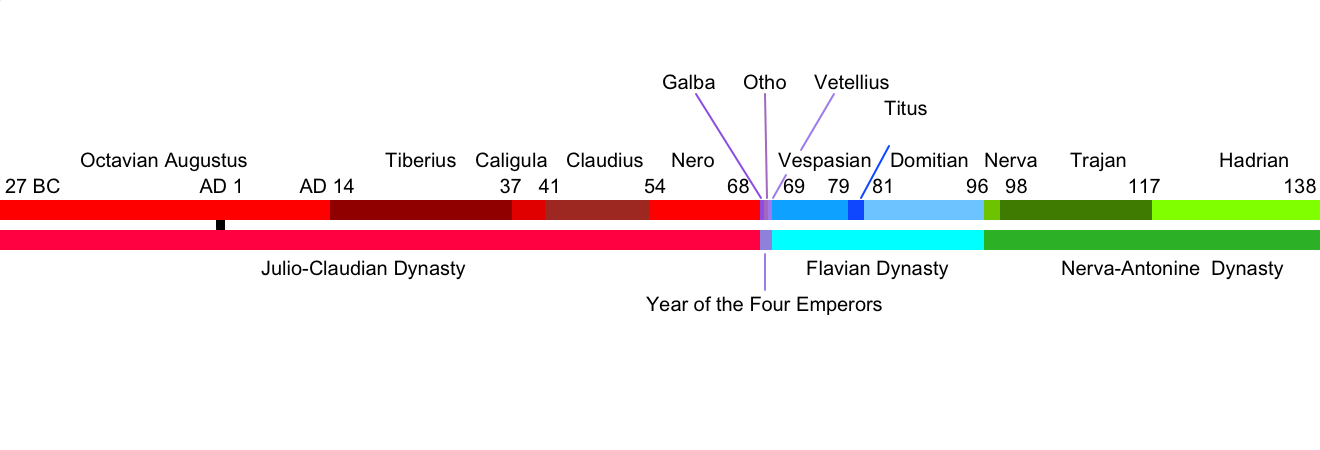 Galba Otho Vetellius
Titus
Octavian Augustus Tiberius Caligula Claudius Nero Vespasian Domitian Nerva Trajan Hadrian
27 BC AD 1 AD 14 37 41 54 68 69 79 81 96 98 117 138
Julio-Claudian Dynasty Flavian Dynasty Nerva-Antonine Dynasty
Year of the Four Emperors